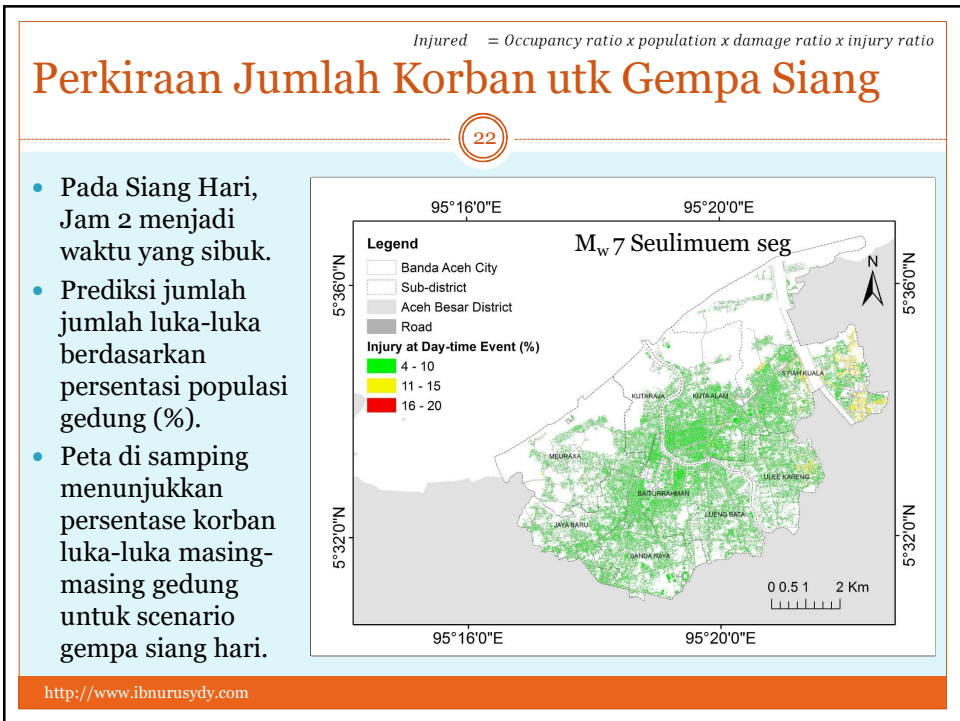 Injured = Occupancy ratio x population x damage ratio x injury ratio
Perkiraan Jumlah Korban utk Gempa Siang
22
• Pada Siang Hari,
Jam 2 menjadi
waktu yang sibuk.
• Prediksi jumlah
jumlah luka-luka
berdasarkan
persentasi populasi
gedung (%).
• Peta di samping
menunjukkan
persentase korban
luka-luka masing-
masing gedung
untuk scenario
gempa siang hari.
95°16'0"E 95°20'0"E
Legend
Banda Aceh City
Sub-district
Aceh Besar District
Road
Injury at Day-time Event (%)
4 - 10
11 - 15
16 - 20
Mw 7 Seulimuem seg
N
5°36'0"N
5°36'0"N
SYIAH KUALA
KUTARAJA
KUTA ALAM
MEURAXA
ULEE KARENG
BAITURRAHMAN
LUENG BATA
JAYA BARU
BANDA RAYA
5°32'0"N
5°32'0"N
0 0.5 1 2 Km
95°16'0"E 95°20'0"E
http://www.ibnurusydy.com